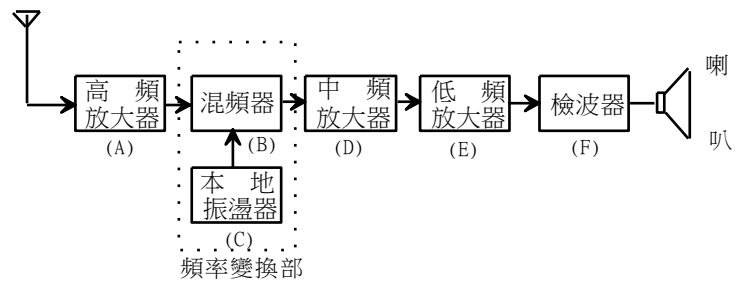 高　頻
放大器
(A)
混頻器
(B)
本　地
振盪器
(C)
頻率變換部
中　頻
放大器
(D)
低　頻
放大器
(E)
檢波器
(F)
喇
叭